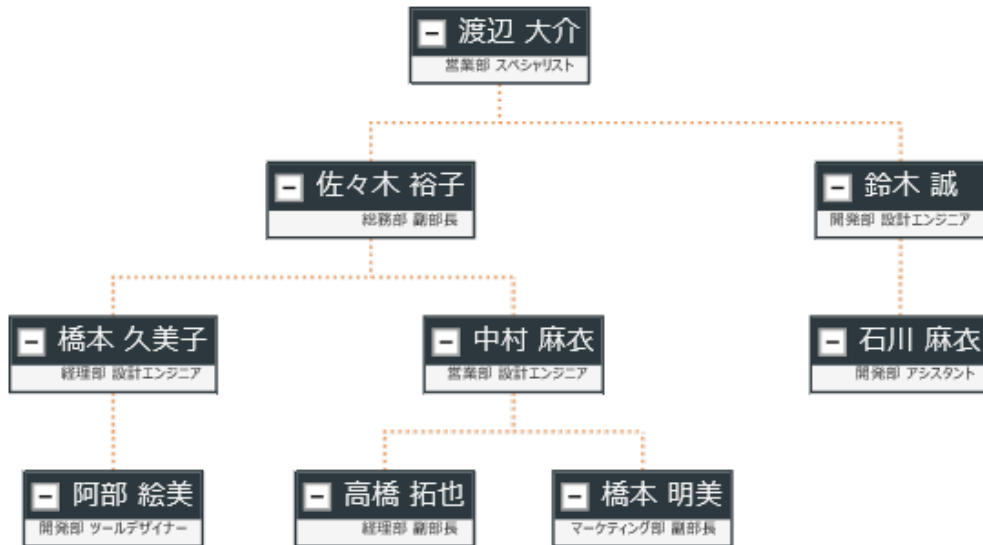 渡辺 大介
営業部 スペシャリスト
佐々木 裕子
総務部 副部長
鈴木 誠
開発部 設計エンジニア
橋本 久美子
経理部 設計エンジニア
中村 麻衣
営業部 設計エンジニア
石川 麻衣
開発部 アシスタント
阿部 絵美
開発部 ツールデザイナー
高橋 拓也
経理部 副部長
橋本 明美
マーケティング部 副部長